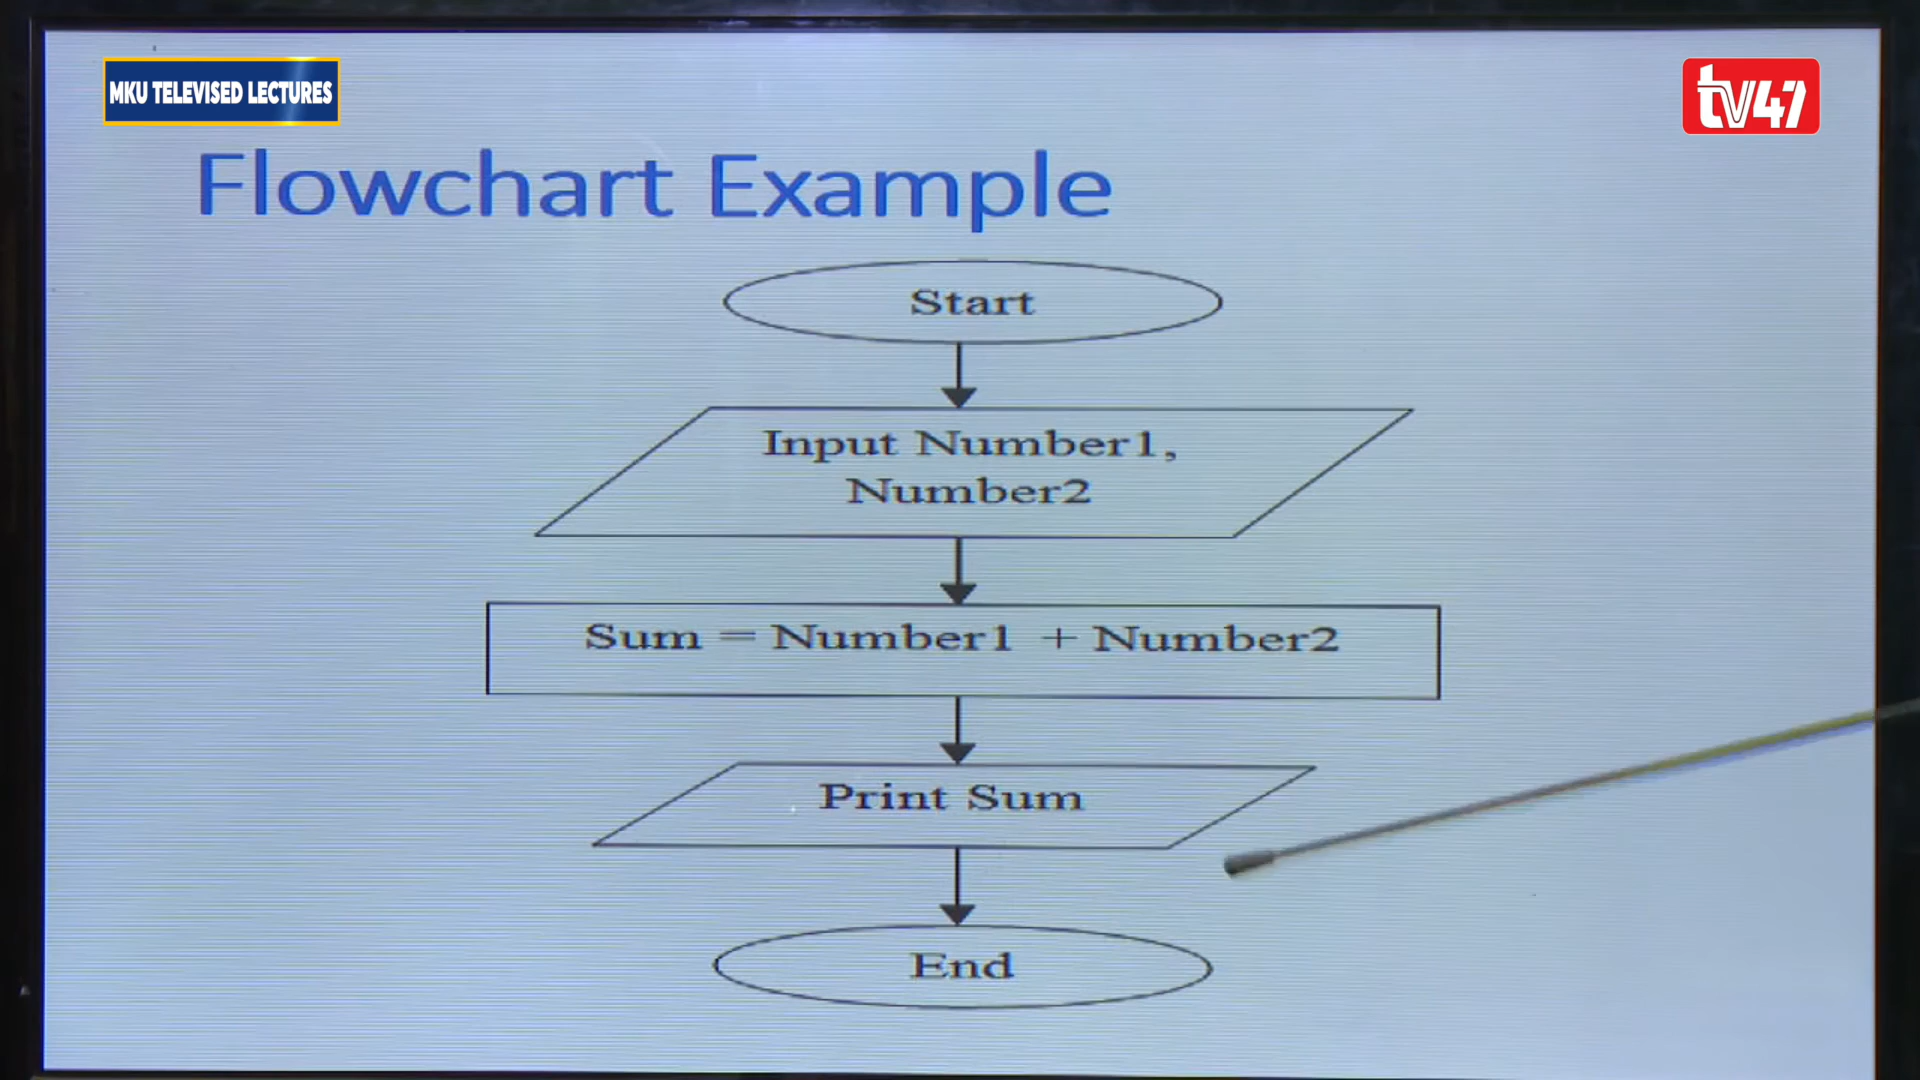 MKU TELEVISED LECTURES
tv47
Flowchart Example
Start
Input Number1,
Number2
Sum = Number1 + Number2
Print Sum
End